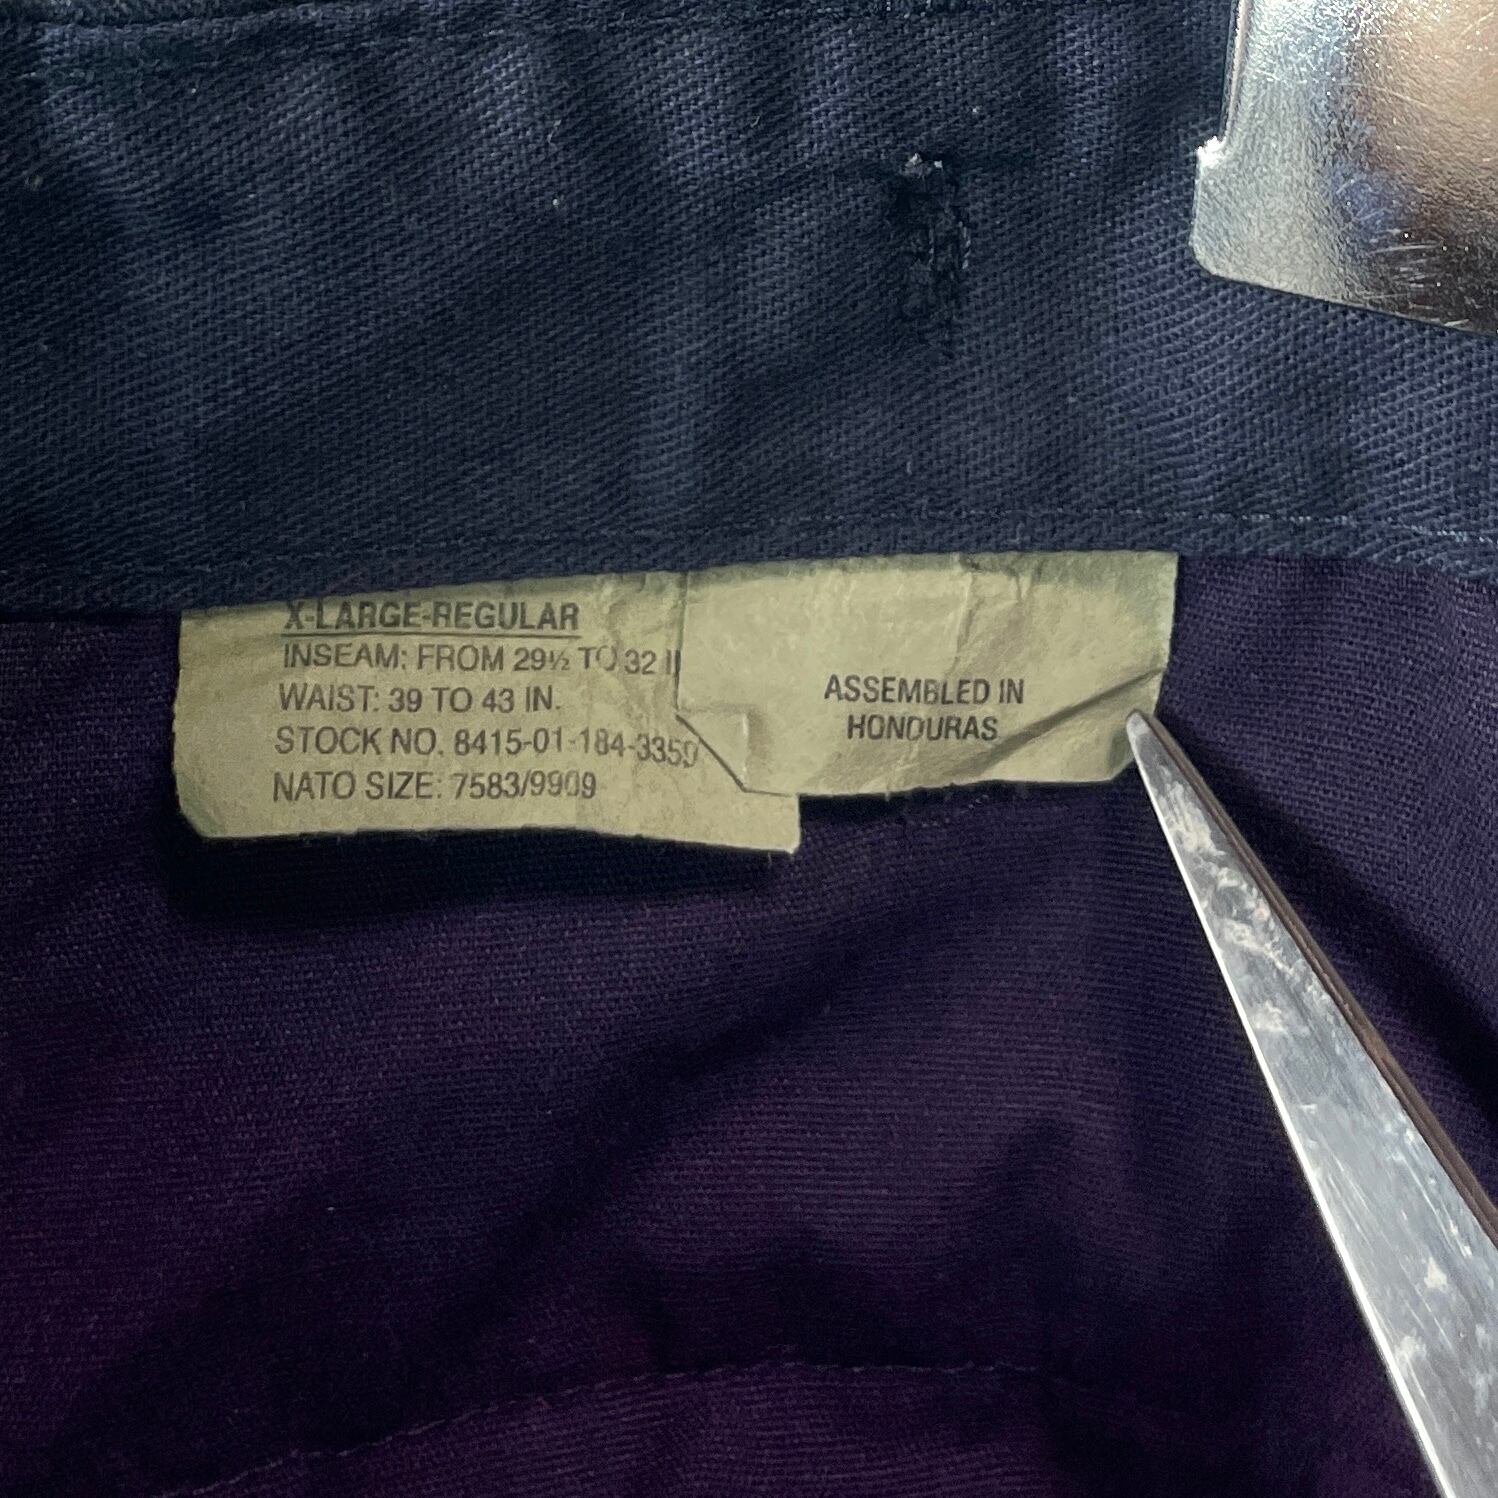 X-LARGE-REGULAR
INSEAM: FROM 29½ TO 32
WAIST: 39 TO 43 IN.
STOCK NO. 8415-01-184-3359
NATO SIZE: 7583/9909
ASSEMBLED IN
HONDURAS